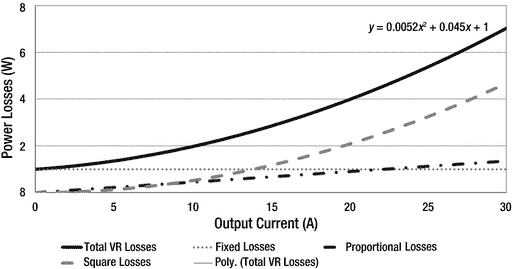 8
6
4
2
8
Power Losses (W)
y = 0.0052x² + 0.045x + 1
0 5 10 15 20 25 30
Output Current (A)
Total VR Losses Fixed Losses Proportional Losses
Square Losses Poly. (Total VR Losses)